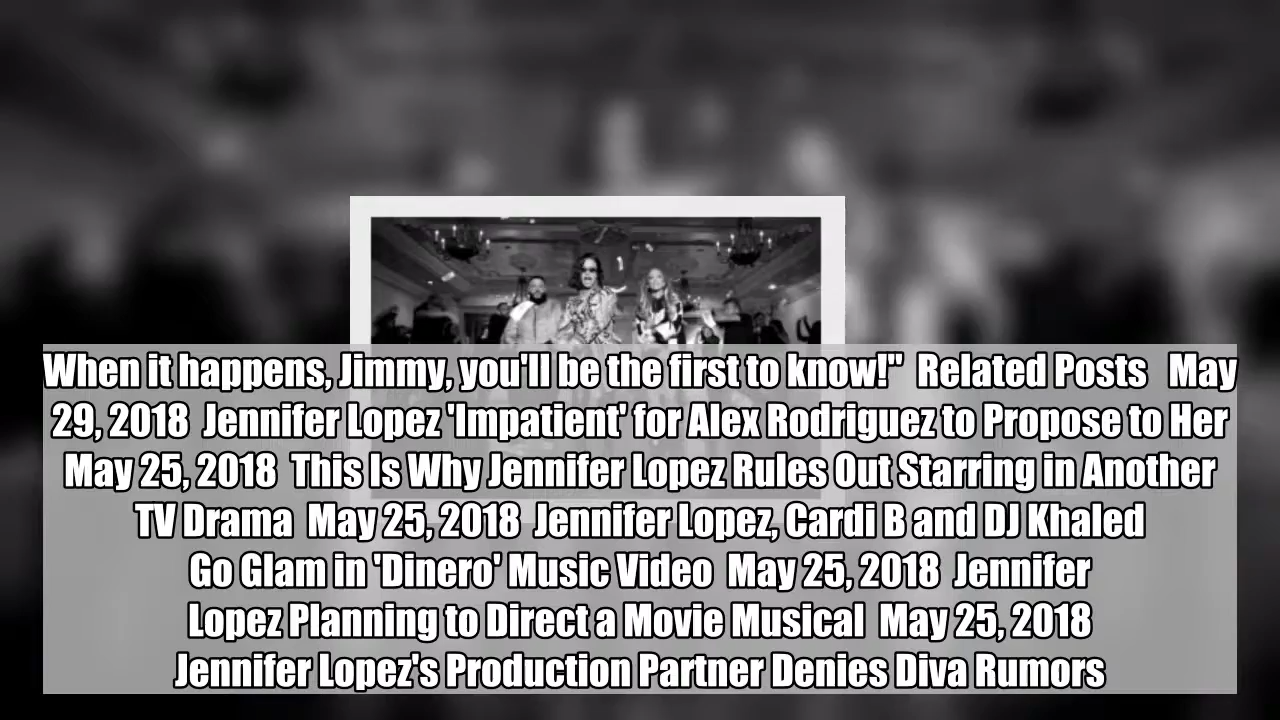 When it happens, Jimmy, you'll be the first to know!" Related Posts May
29, 2018 Jennifer Lopez 'Impatient' for Alex Rodriguez to Propose to Her
May 25, 2018 This Is Why Jennifer Lopez Rules Out Starring in Another
TV Drama May 25, 2018 Jennifer Lopez, Cardi B and DJ Khaled
Go Glam in 'Dinero' Music Video May 25, 2018 Jennifer
Lopez Planning to Direct a Movie Musical May 25, 2018
Jennifer Lopez's Production Partner Denies Diva Rumors